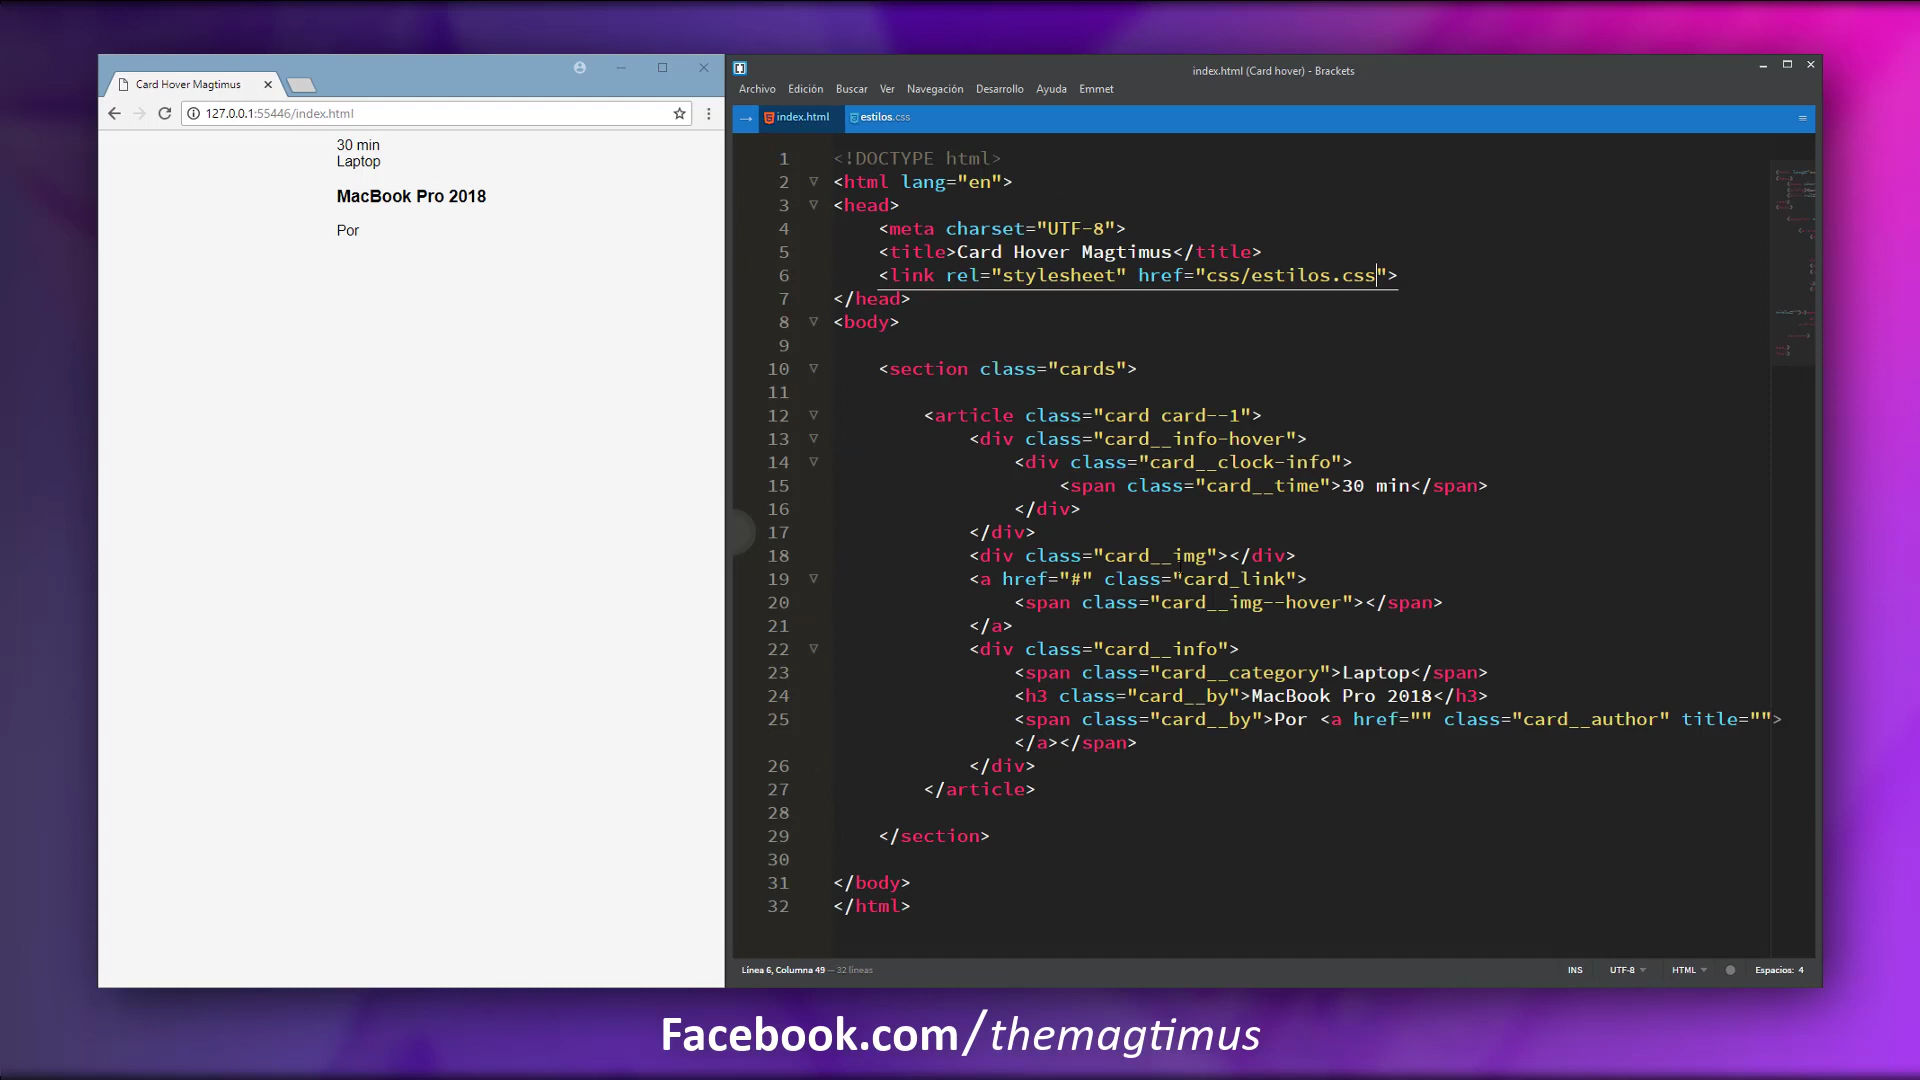 Card Hover Magtimus
127.0.0.1:55446/index.html
30 min
Laptop
MacBook Pro 2018
Por
index.html (Card hover) - Brackets
Archivo Edición Buscar Ver Navegación Desarrollo Ayuda Emmet
index.html estilos.css
1 <!DOCTYPE html>
2 <html lang="en">
3 <head>
4 <meta charset="UTF-8">
5 <title>Card Hover Magtimus</title>
6 <link rel="stylesheet" href="css/estilos.css">
7 </head>
8 <body>
9
10 <section class="cards">
11
12 <article class="card card--1">
13 <div class="card__info-hover">
14 <div class="card__clock-info">
15 <span class="card__time">30 min</span>
16 </div>
17 </div>
18 <div class="card__img"></div>
19 <a href="#" class="card_link">
20 <span class="card__img--hover"></span>
21 </a>
22 <div class="card__info">
23 <span class="card__category">Laptop</span>
24 <h3 class="card__by">MacBook Pro 2018</h3>
25 <span class="card__by">Por <a href="" class="card__author" title="">
</a></span>
26 </div>
27 </article>
28
29 </section>
30
31 </body>
32 </html>
Línea 6, Columna 49 — 32 líneas INS UTF-8 HTML Espacios: 4
Facebook.com/themagtimus